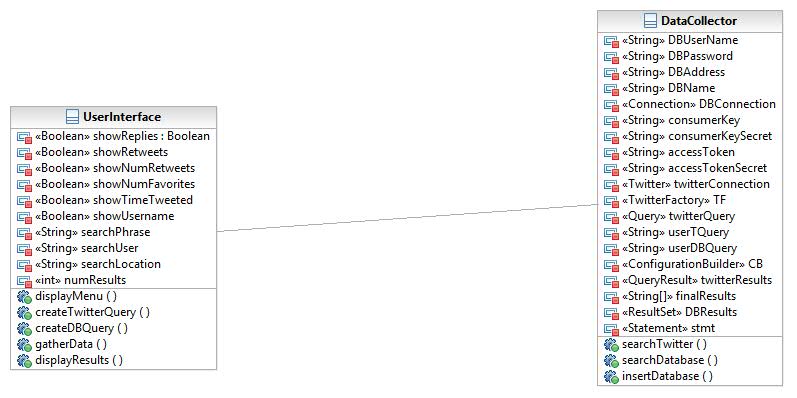 UserInterface
«Boolean» showReplies : Boolean
«Boolean» showRetweets
«Boolean» showNumRetweets
«Boolean» showNumFavorites
«Boolean» showTimeTweeted
«Boolean» showUsername
«String» searchPhrase
«String» searchUser
«String» searchLocation
«int» numResults
displayMenu ( )
createTwitterQuery ( )
createDBQuery ( )
gatherData ( )
displayResults ( )
DataCollector
«String» DBUserName
«String» DBPassword
«String» DBAddress
«String» DBName
«Connection» DBConnection
«String» consumerKey
«String» consumerKeySecret
«String» accessToken
«String» accessTokenSecret
«Twitter» twitterConnection
«TwitterFactory» TF
«Query» twitterQuery
«String» userTQuery
«String» userDBQuery
«ConfigurationBuilder» CB
«QueryResult» twitterResults
«String[]» finalResults
«ResultSet» DBResults
«Statement» stmt
searchTwitter ( )
searchDatabase ( )
insertDatabase ( )